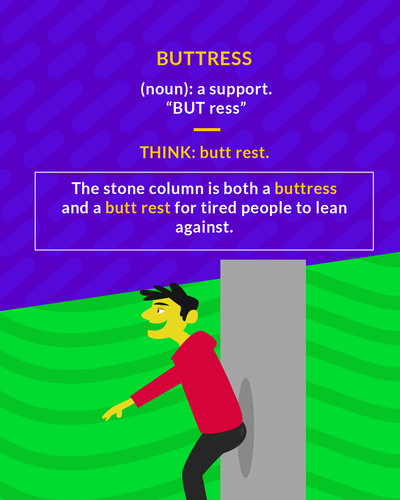 BUTTRESS
(noun): a support.
“BUT ress”
THINK: butt rest.
The stone column is both a buttress
and a butt rest for tired people to lean
against.